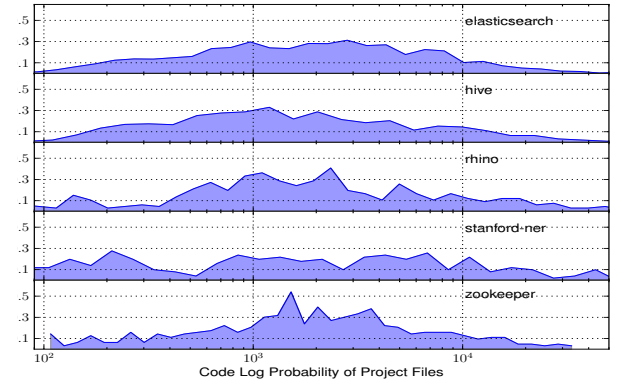 elasticsearch
.5
.3
.1
hive
.5
.3
.1
rhino
.5
.3
.1
stanford-ner
.5
.3
.1
zookeeper
.5
.3
.1
10² 10³ 10⁴
Code Log Probability of Project Files